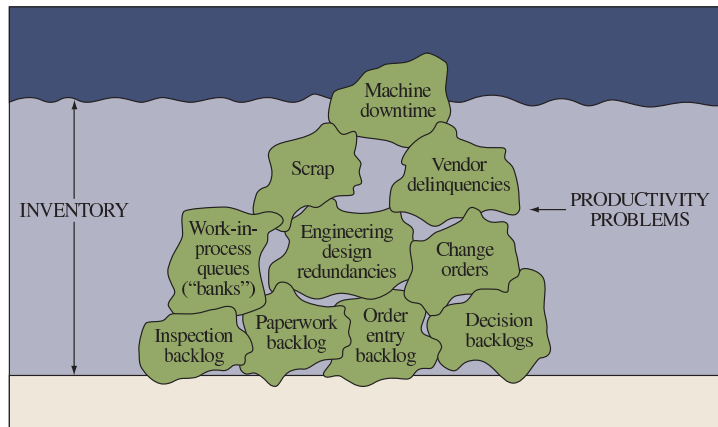 Machine
downtime
Scrap
Vendor
delinquencies
INVENTORY
PRODUCTIVITY
PROBLEMS
Work-in-
process
queues
(“banks”)
Engineering
design
redundancies
Change
orders
Inspection
backlog
Paperwork
backlog
Order
entry
backlog
Decision
backlogs